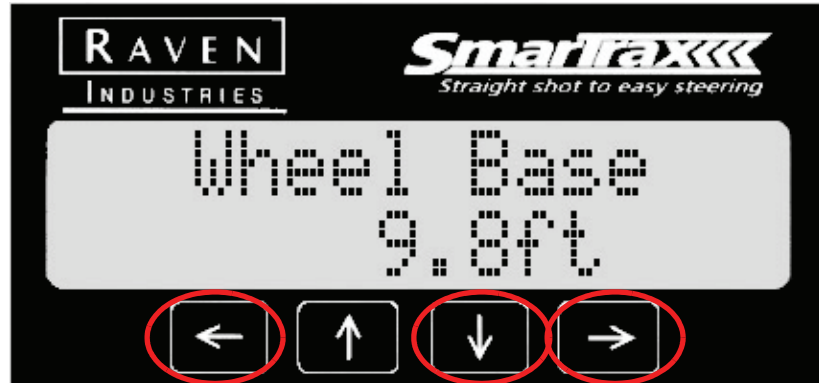 RAVEN
INDUSTRIES
SmarTrax
Straight shot to easy steering
Wheel Base
9.8ft
← ↑ ↓ →